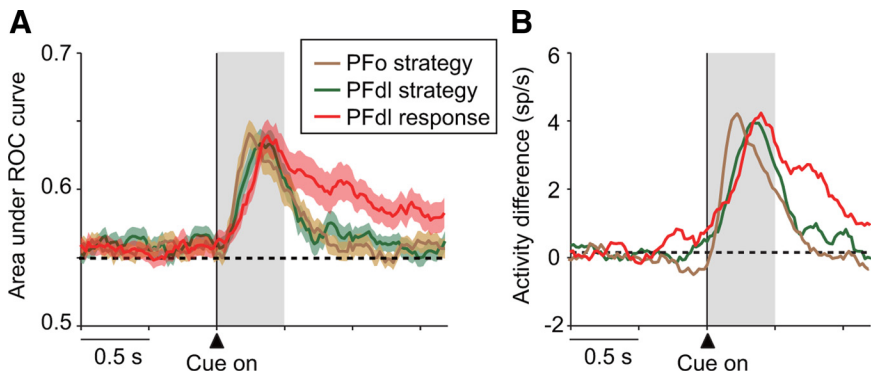 A
Area under ROC curve
0.7
0.6
0.5
PFo strategy
PFdl strategy
PFdl response
0.5 s
Cue on
B
Activity difference (sp/s)
6
4
2
0
-2
0.5 s
Cue on